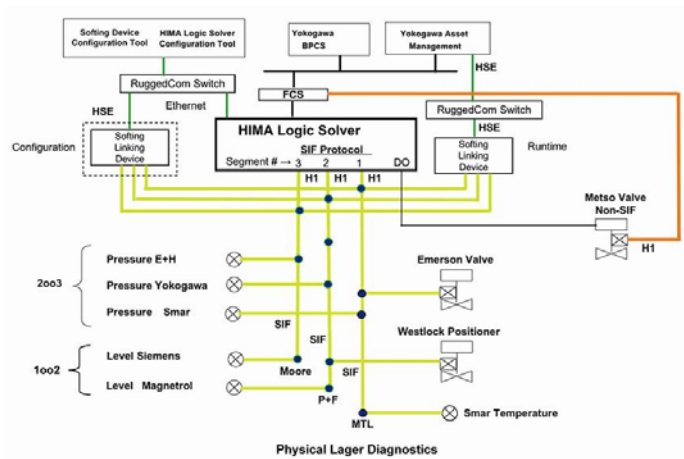 Softing Device
Configuration Tool
HIMA Logic Solver
Configuration Tool
Yokogawa
BPCS
Yokogawa Asset
Management
HSE
RuggedCom Switch
FCS
RuggedCom Switch
HSE
Ethernet
HSE
Configuration
Softing
Linking
Device
HIMA Logic Solver
SIF Protocol
Segment # → 3 2 1 DO
H1 H1 H1
Softing
Linking
Device
Runtime
Metso Valve
Non-SIF
H1
2oo3
Pressure E+H
Pressure Yokogawa
Pressure Smar
Emerson Valve
SIF
SIF
SIF
Westlock Positioner
1oo2
Level Siemens
Level Magnetrol
Moore
P+F
MTL
Smar Temperature
Physical Lager Diagnostics